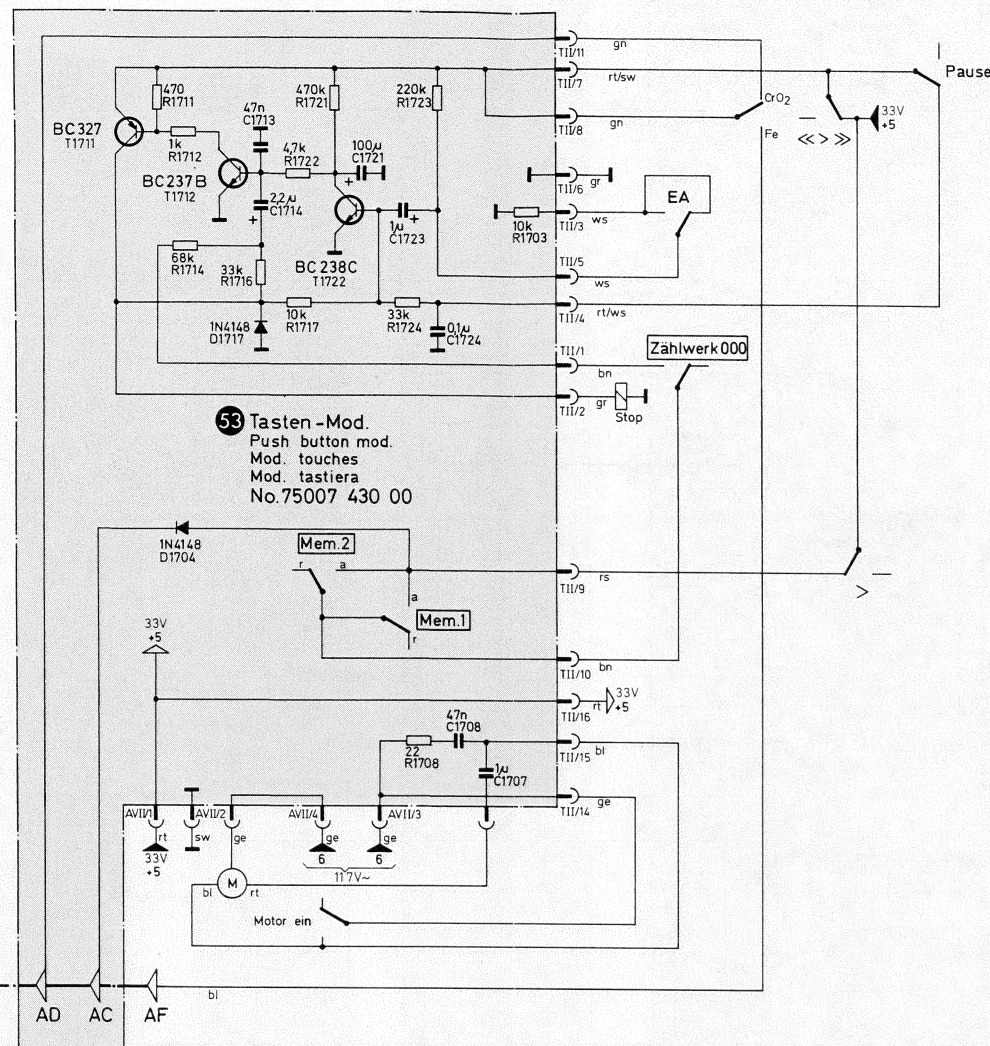 TII/11
gn
TII/7
rt/sw
Pause
470
R1711
470k
R1721
220k
R1723
CrO2
47n
C1713
BC327
T1711
TII/8
gn
Fe
33V
+5
≪ > ≫
1k
R1712
4,7k
R1722
100µ
+
C1721
BC237B
T1712
TII/6
gr
2,2µ
C1714
+
EA
1µ
+
C1723
10k
R1703
TII/3
ws
68k
R1714
33k
R1716
BC238C
T1722
TII/5
ws
1N4148
D1717
10k
R1717
33k
R1724
0,1µ
C1724
TII/4
rt/ws
Zählwerk 000
TII/1
bn
TII/2
gr
Stop
53 Tasten-Mod.
Push button mod.
Mod. touches
Mod. tastiera
No.75007 430 00
1N4148
D1704
Mem.2
r
a
TII/9
rs
>
a
Mem.1
r
33V
+5
TII/10
bn
TII/16
rt
33V
+5
47n
C1708
22
R1708
TII/15
bl
1µ
C1707
TII/14
ge
AVII/1
AVII/2
AVII/4
AVII/3
rt
sw
ge
ge
ge
33V
+5
6
6
11.7V~
bl
M
rt
Motor ein
bl
AD
AC
AF